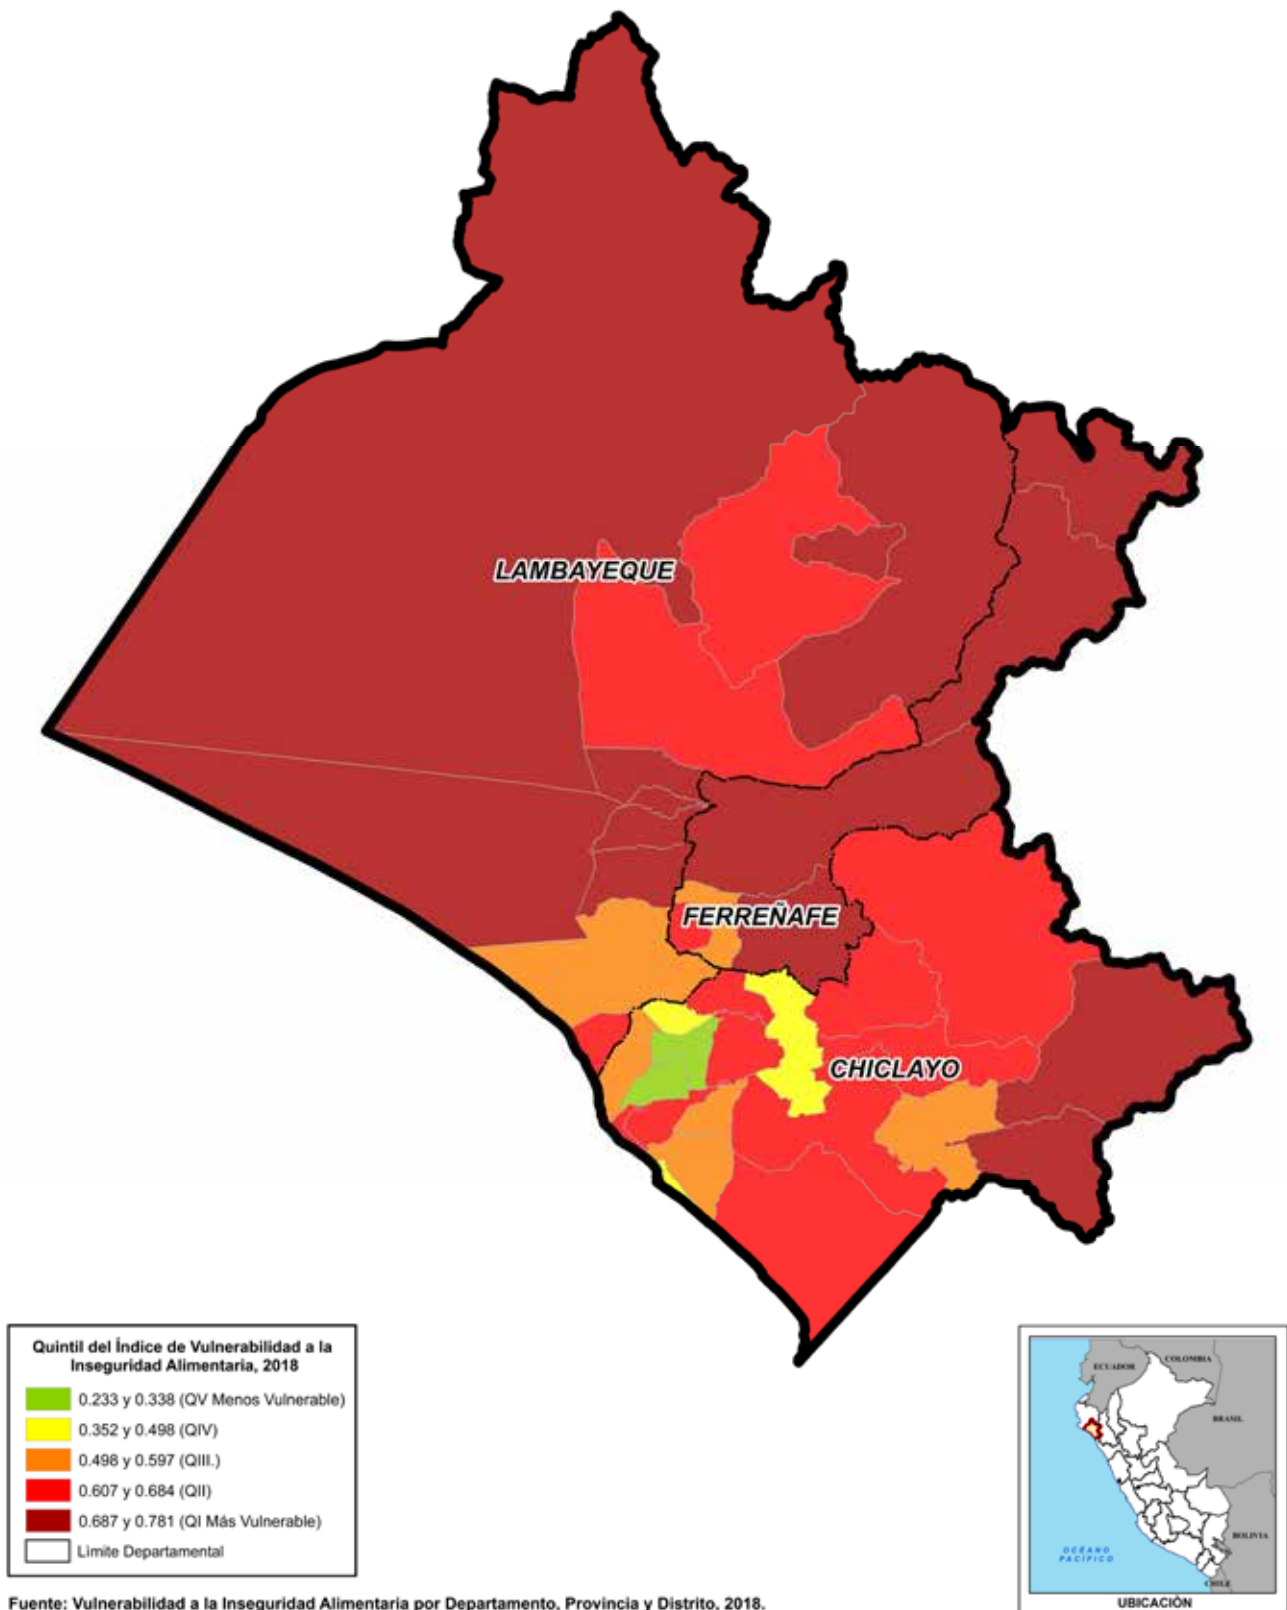 LAMBAYEQUE
FERREÑAFE
CHICLAYO
Quintil del Índice de Vulnerabilidad a la
Inseguridad Alimentaria, 2018
0.233 y 0.338 (QV Menos Vulnerable)
0.352 y 0.498 (QIV)
0.498 y 0.597 (QIII.)
0.607 y 0.684 (QII)
0.687 y 0.781 (QI Más Vulnerable)
Límite Departamental
ECUADOR
COLOMBIA
BRASIL
BOLIVIA
OCÉANO
PACÍFICO
CHILE
UBICACIÓN
Fuente: Vulnerabilidad a la Inseguridad Alimentaria por Departamento, Provincia y Distrito, 2018.